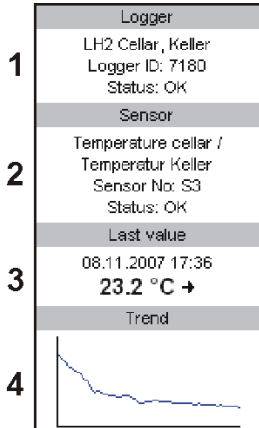 Logger
1
LH2 Cellar, Keller
Logger ID: 7180
Status: OK
Sensor
2
Temperature cellar /
Temperatur Keller
Sensor No: S3
Status: OK
Last value
3
08.11.2007 17:36
23.2 °C →
Trend
4